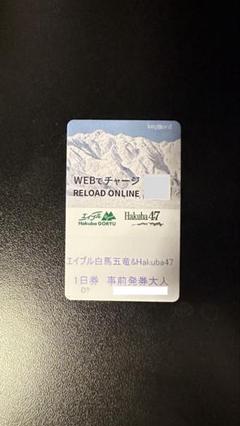 keycard
WEBでチャージ
RELOAD ONLINE
エイブル
Hakuba GORYU
Hakuba47
エイブル白馬五竜&Hakuba47
1日券 事前発券大人